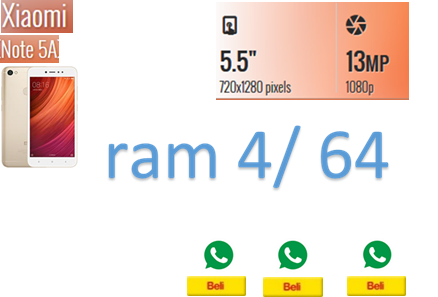 Xiaomi
Note 5A
5.5"
720x1280 pixels
13MP
1080p
ram 4/ 64
Beli
Beli
Beli